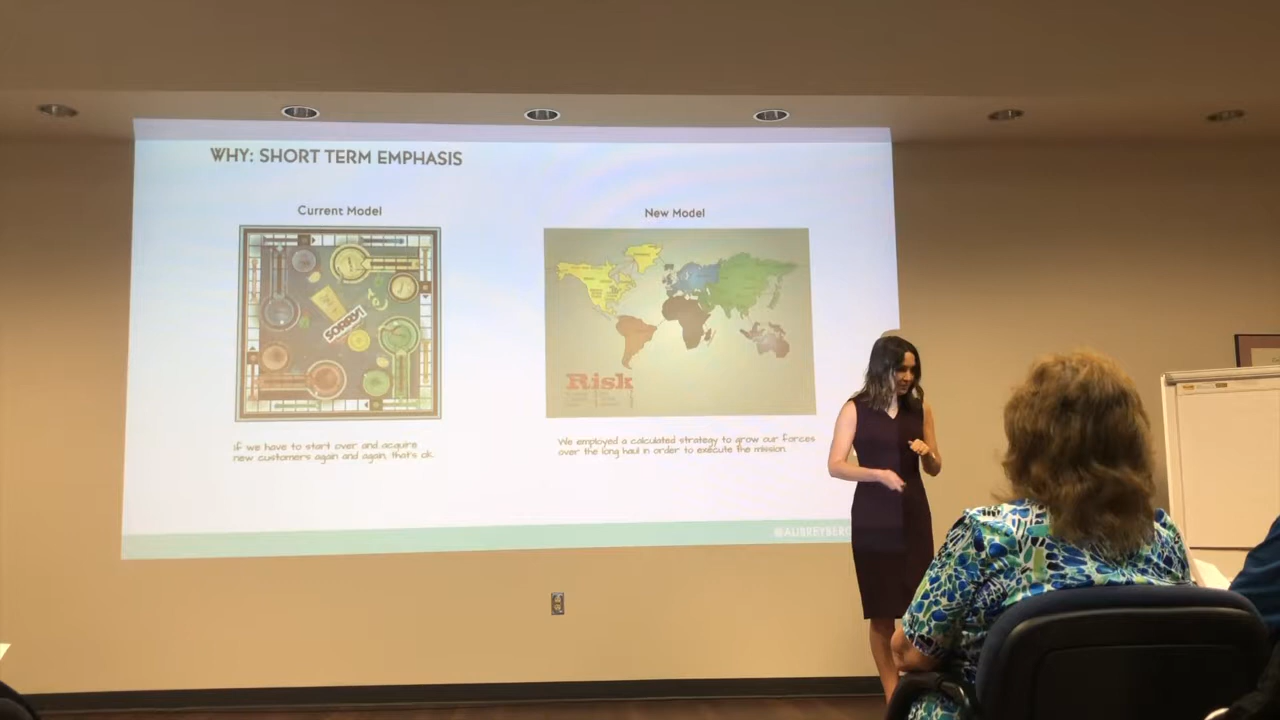 WHY: SHORT TERM EMPHASIS
Current Model
New Model
SORRY!
Risk
If we have to start over and acquire
new customers again and again, that's ok.
We employed a calculated strategy to grow our forces
over the long haul in order to execute the mission.
@AUBREYBERG